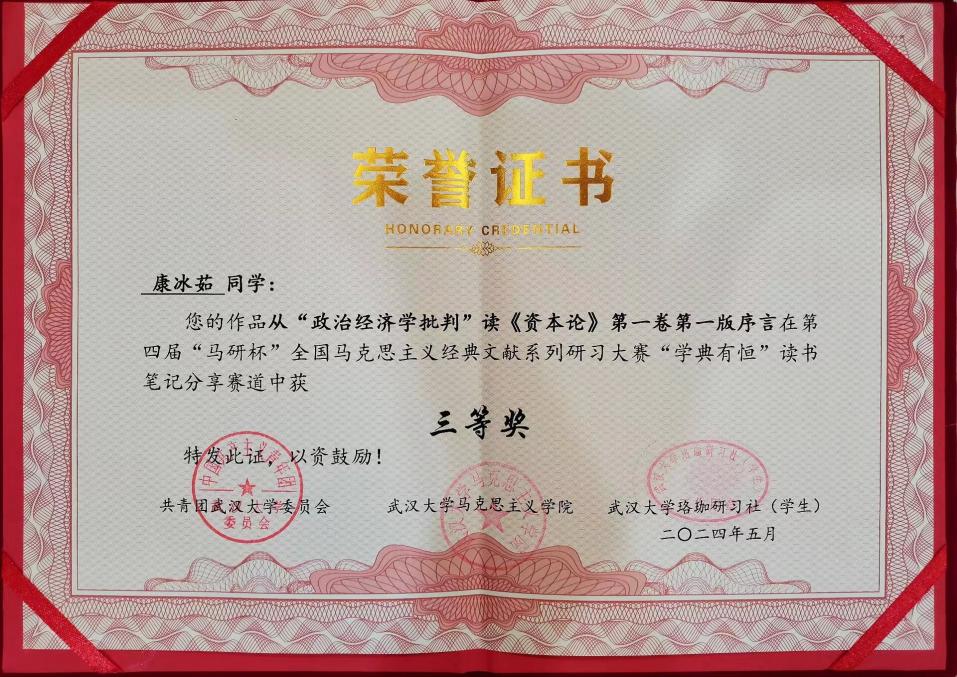 荣誉证书
HONORARY CREDENTIAL
康冰茹 同学：
您的作品从“政治经济学批判”读《资本论》第一卷第一版序言在第
四届“马研杯”全国马克思主义经典文献系列研习大赛“学典有恒”读书
笔记分享赛道中获
三等奖
特发此证，以资鼓励！
共青团武汉大学委员会 武汉大学马克思主义学院 武汉大学珞珈研习社（学生）
二〇二四年五月
委员会